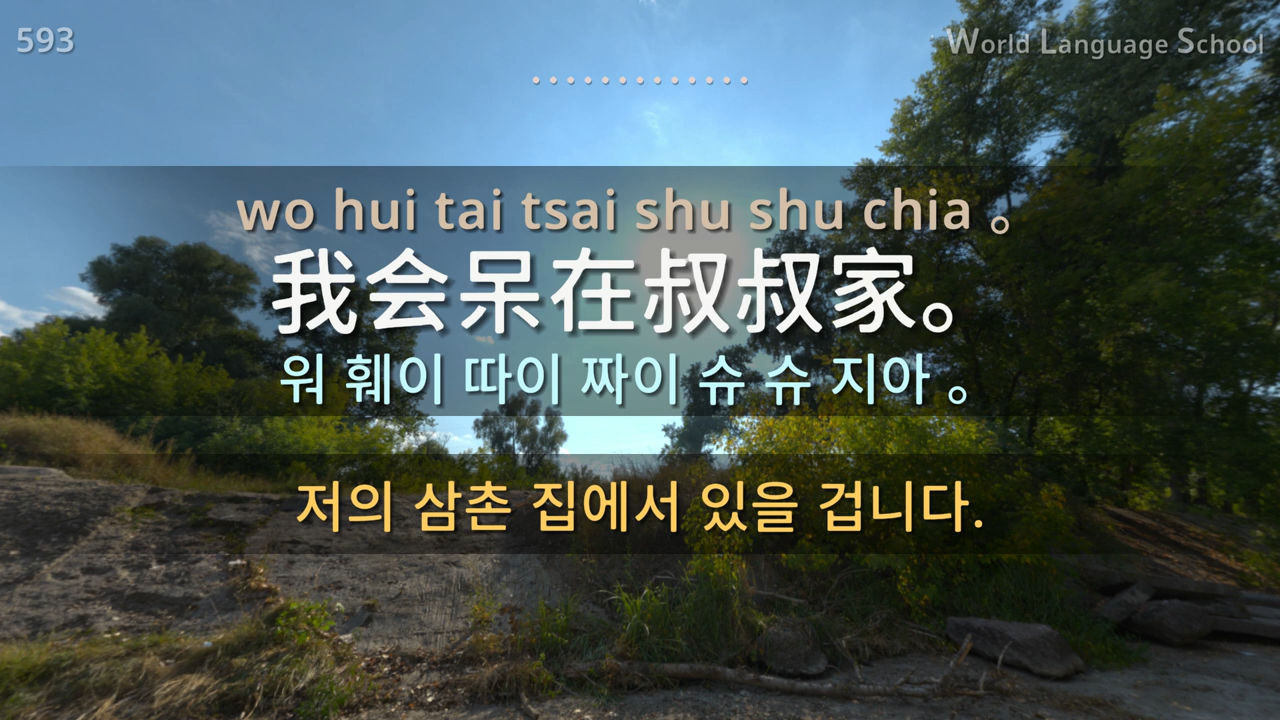 593
World Language School
wo hui tai tsai shu shu chia 。
我会呆在叔叔家。
워 훼이 따이 짜이 슈 슈 지아 。
저의 삼촌 집에서 있을 겁니다.